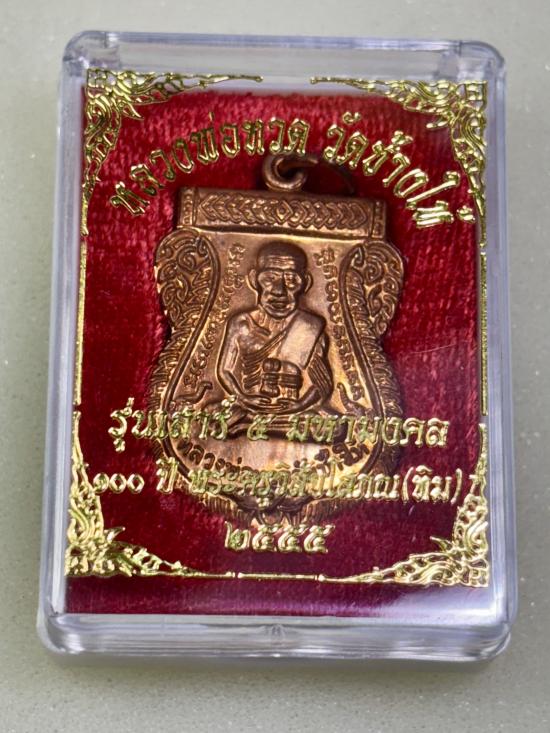 หลวงพ่อทวด วัดช้างให้
รุ่นเสาร์ ๕ มหามงคล
๑๐๐ ปี พระครูวิสัยโสภณ(ทิม)
๒๕๕๕